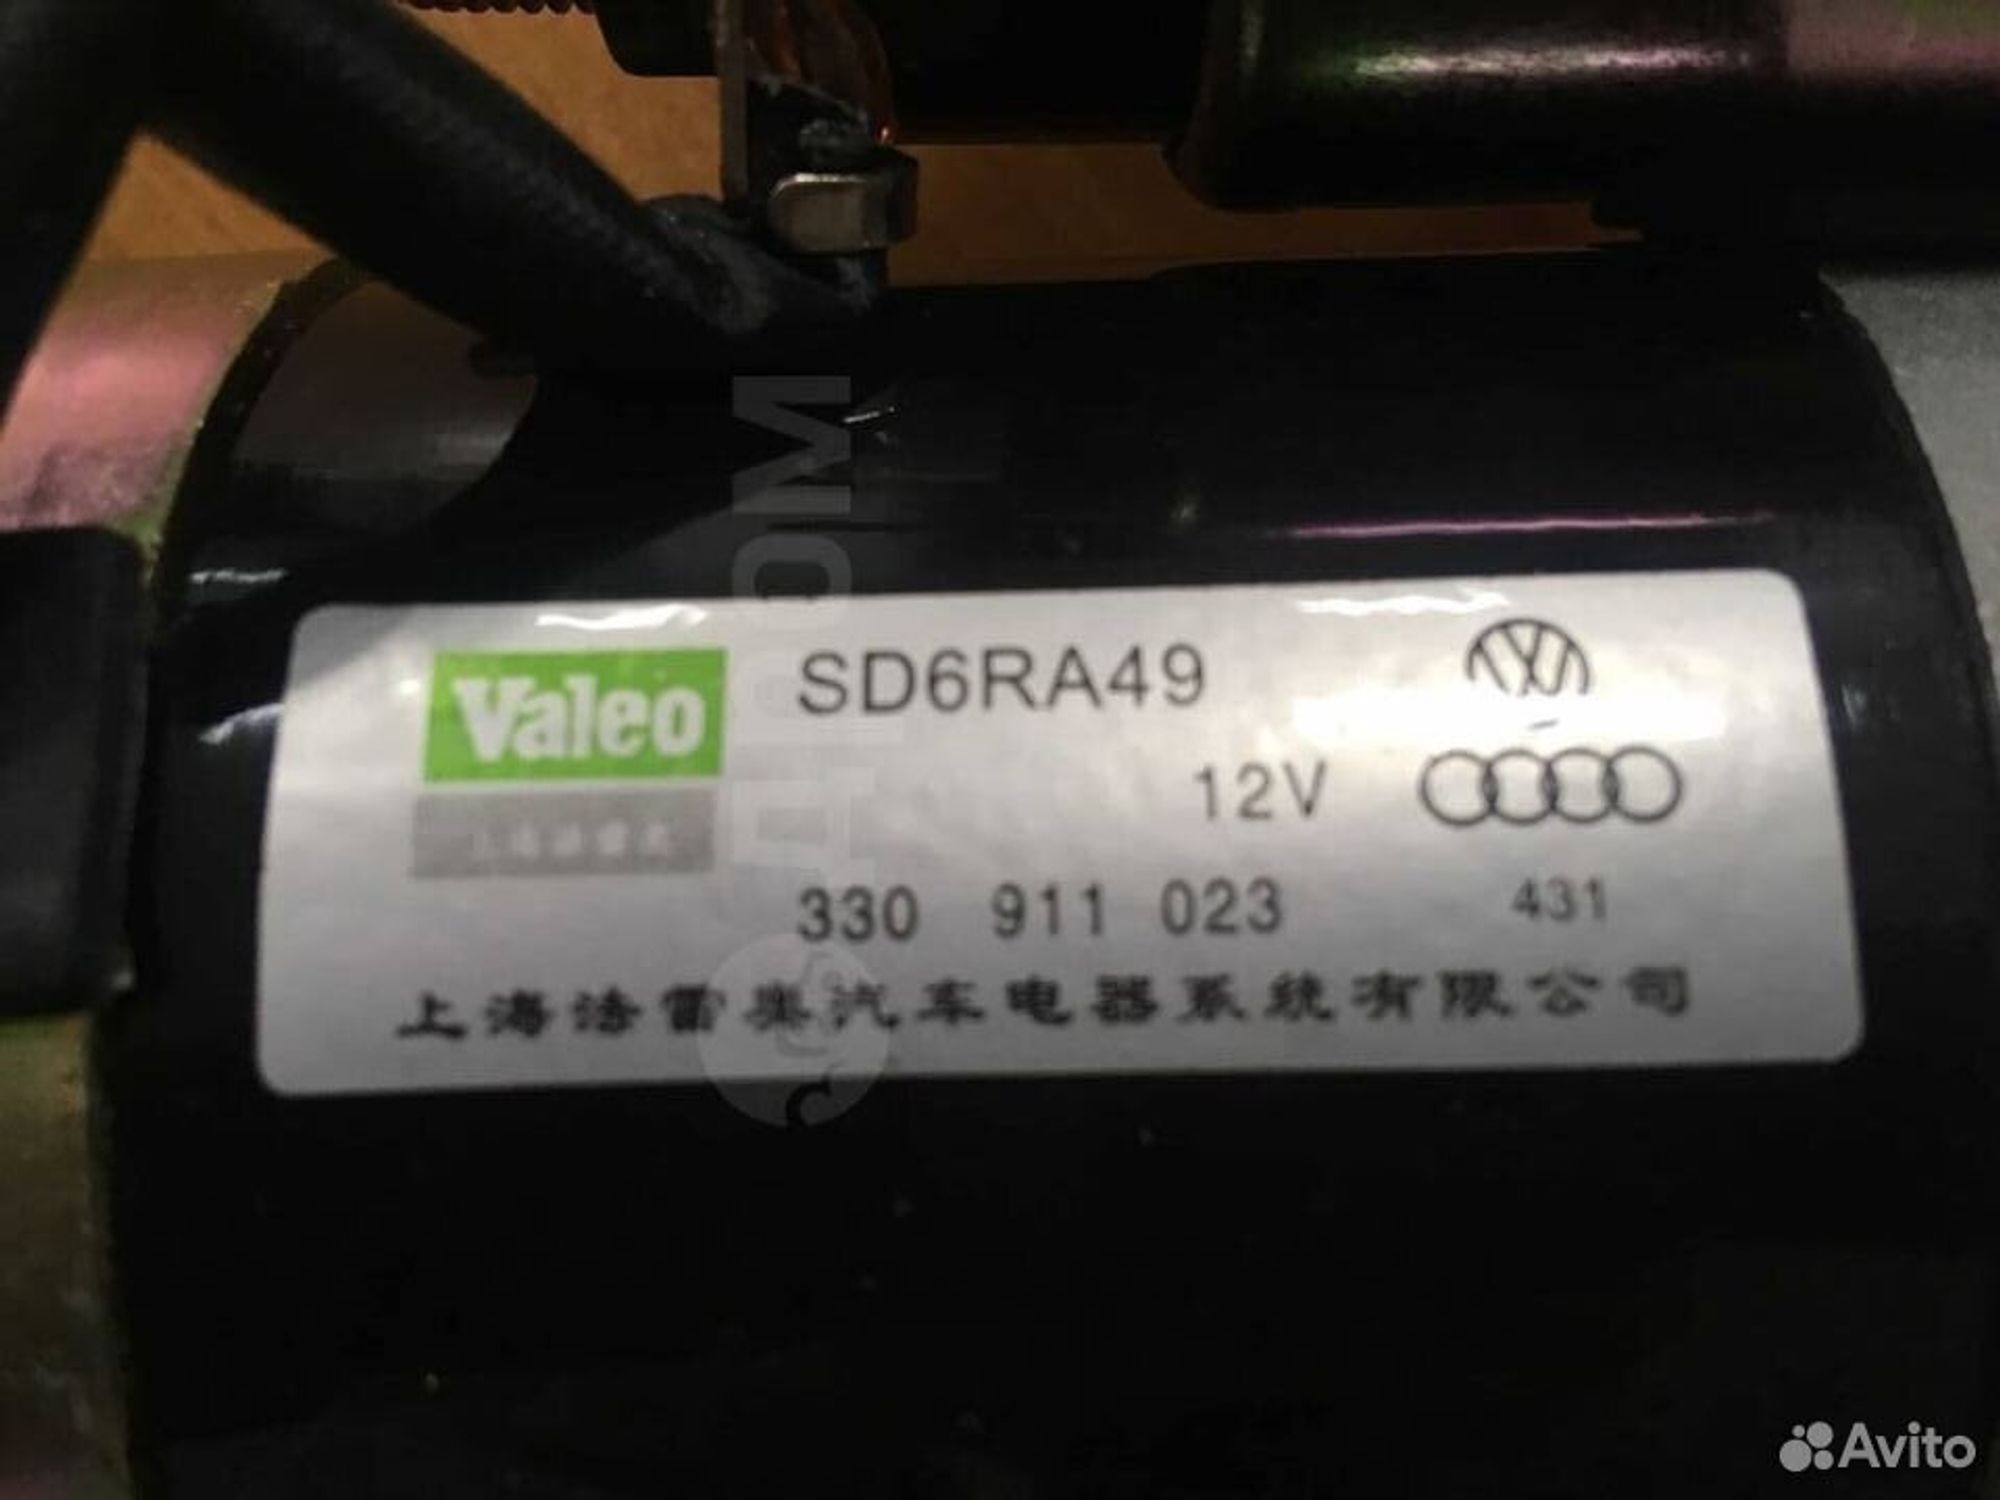 Valeo
SD6RA49
12V
330 911 023
431
上海法雷奥汽车电器系统有限公司
Avito